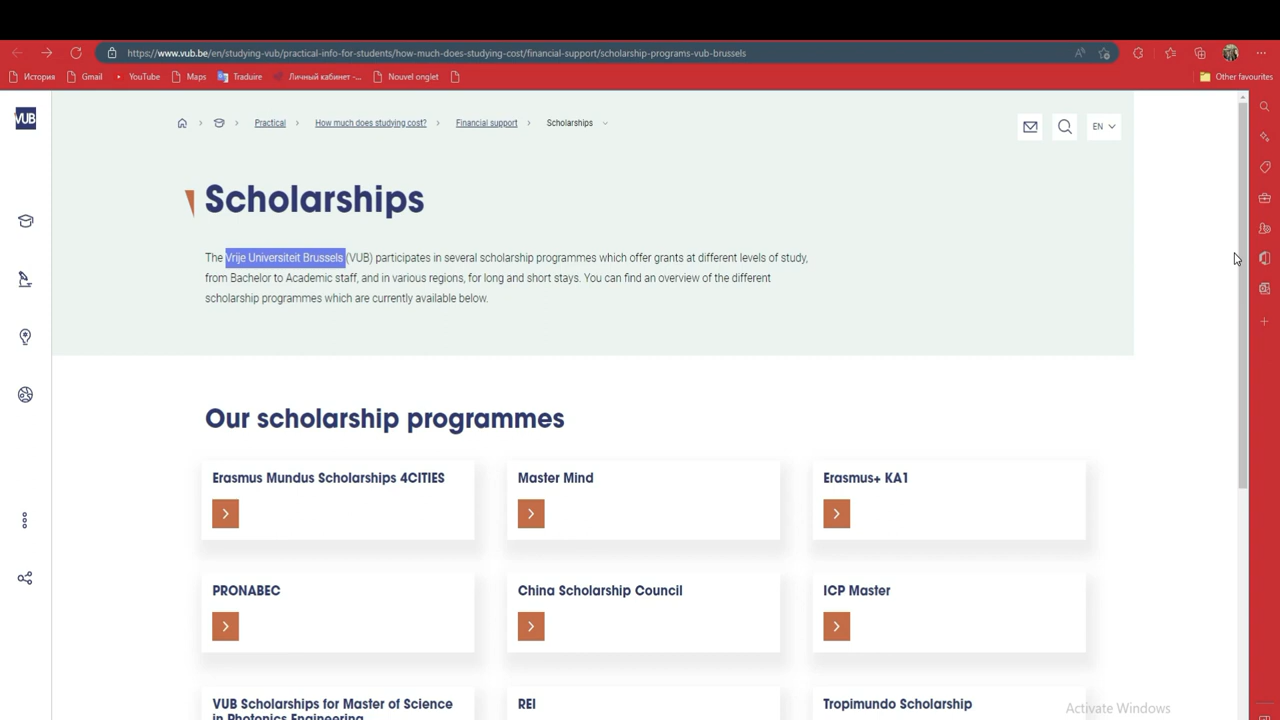 https://www.vub.be/en/studying-vub/practical-info-for-students/how-much-does-studying-cost/financial-support/scholarship-programs-vub-brussels
История Gmail YouTube Maps Traduire Личный кабинет -... Nouvel onglet Other favourites
VUB
Practical How much does studying cost? Financial support Scholarships
EN
Scholarships
The Vrije Universiteit Brussels (VUB) participates in several scholarship programmes which offer grants at different levels of study,
from Bachelor to Academic staff, and in various regions, for long and short stays. You can find an overview of the different
scholarship programmes which are currently available below.
Our scholarship programmes
Erasmus Mundus Scholarships 4CITIES Master Mind Erasmus+ KA1
PRONABEC China Scholarship Council ICP Master
VUB Scholarships for Master of Science REI Tropimundo Scholarship
in Photonics Engineering
Activate Windows